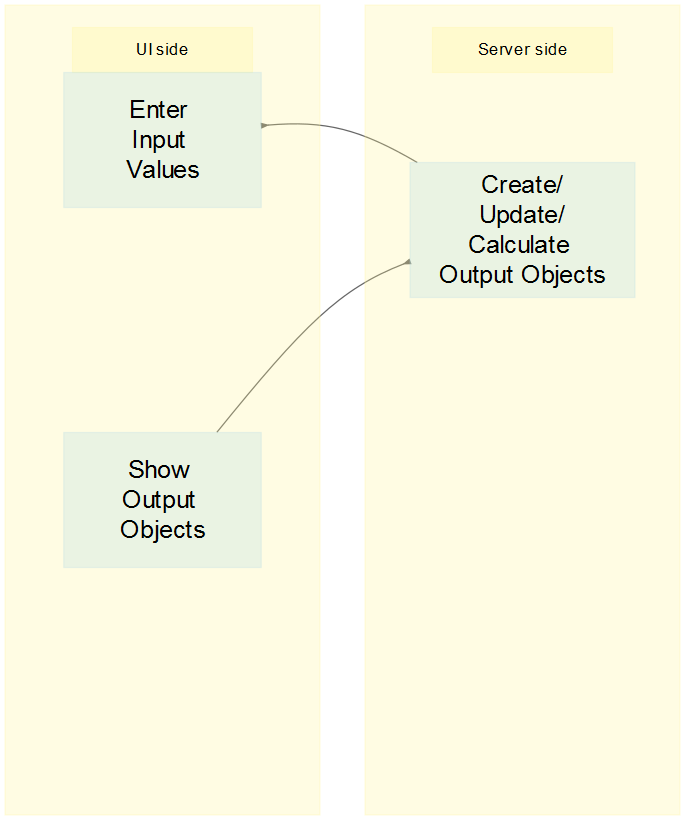 UI side
Server side
Enter
Input
Values
Create/
Update/
Calculate
Output Objects
Show
Output
Objects